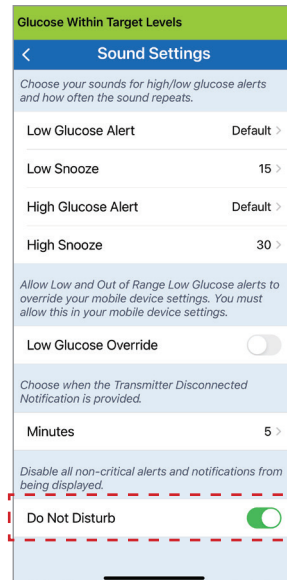 Glucose Within Target Levels
Sound Settings
Choose your sounds for high/low glucose alerts
and how often the sound repeats.
Low Glucose Alert Default >
Low Snooze 15 >
High Glucose Alert Default >
High Snooze 30 >
Allow Low and Out of Range Low Glucose alerts to
override your mobile device settings. You must
allow this in your mobile device settings.
Low Glucose Override
Choose when the Transmitter Disconnected
Notification is provided.
Minutes 5 >
Disable all non-critical alerts and notifications from
being displayed.
Do Not Disturb